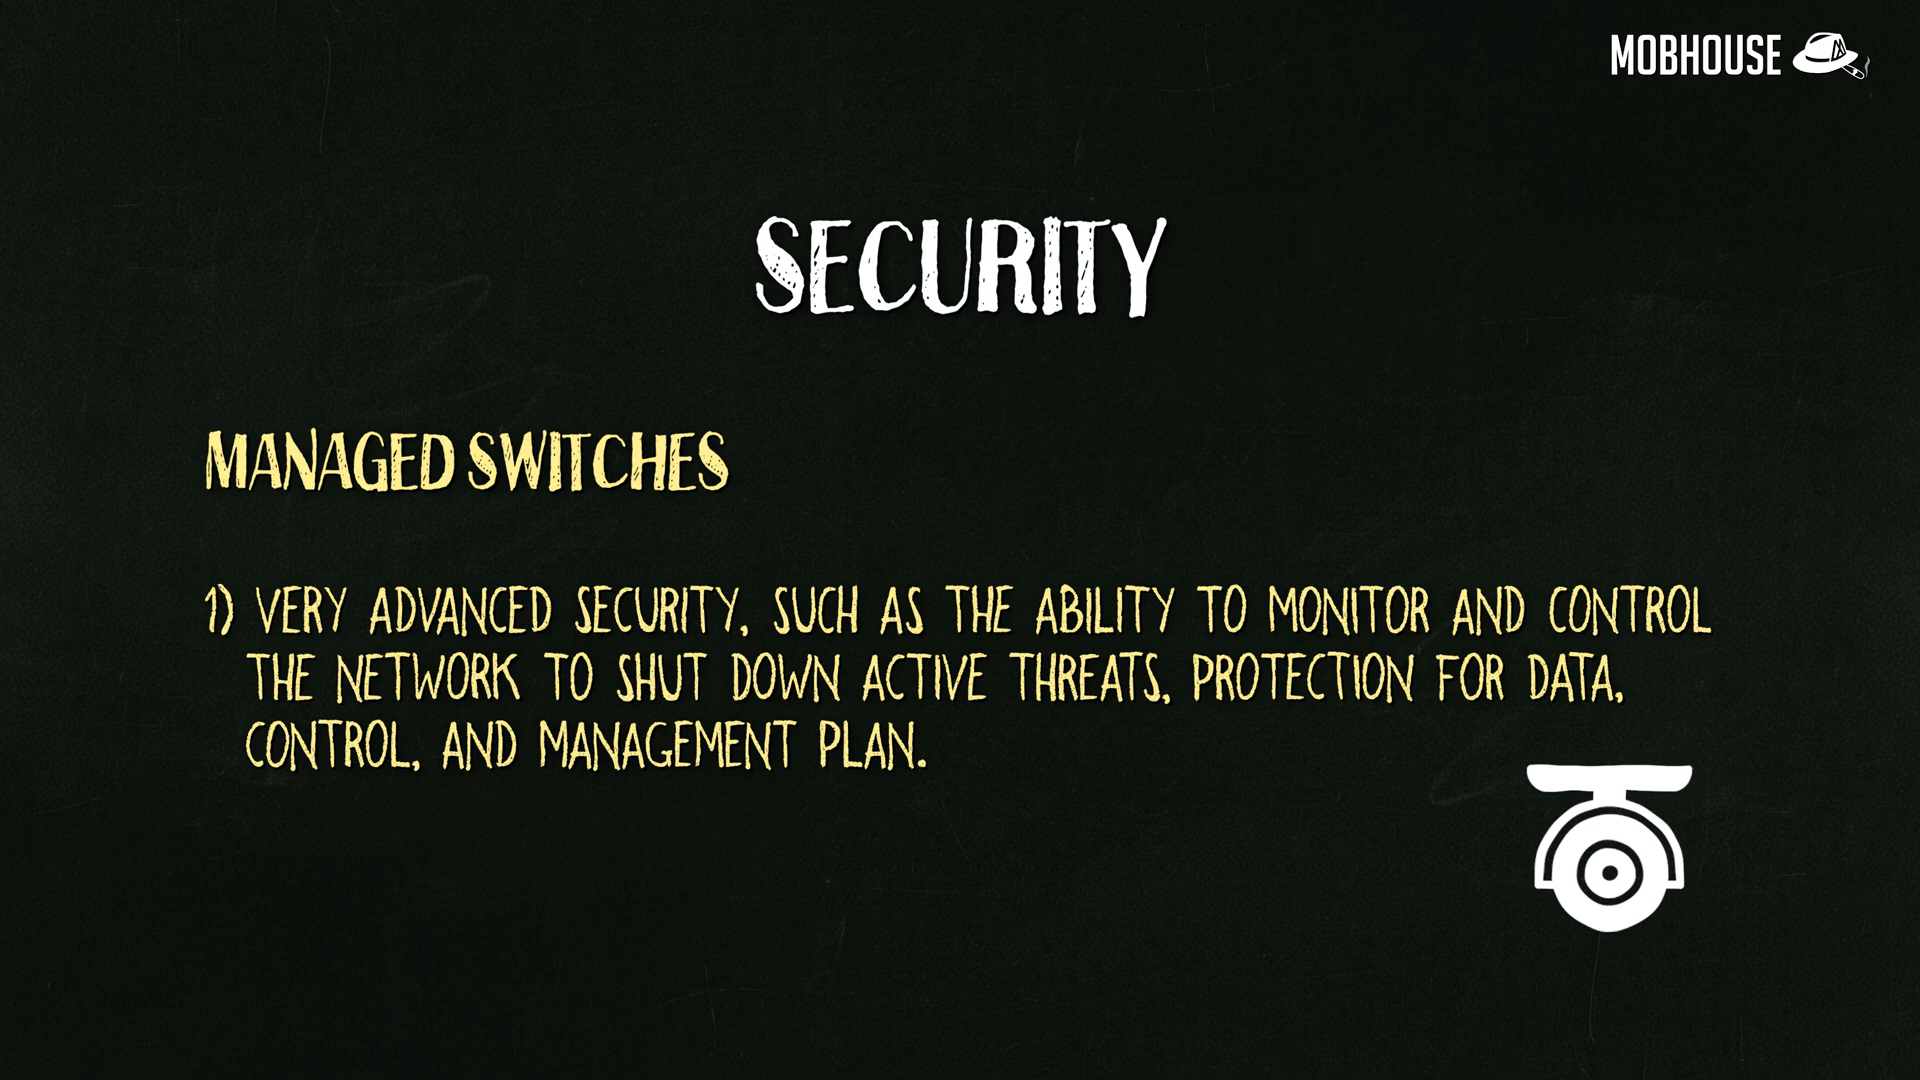 MOBHOUSE
SECURITY
MANAGED SWITCHES
1) VERY ADVANCED SECURITY, SUCH AS THE ABILITY TO MONITOR AND CONTROL
THE NETWORK TO SHUT DOWN ACTIVE THREATS, PROTECTION FOR DATA,
CONTROL, AND MANAGEMENT PLAN.